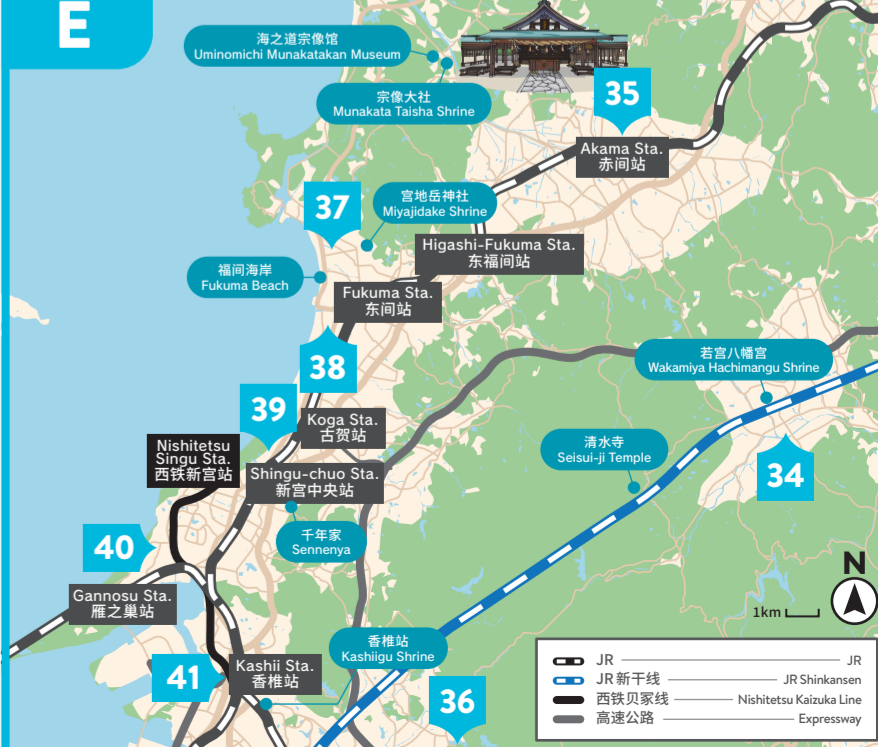 E
海之道宗像馆
Uminomichi Munakatakan Museum
宗像大社
Munakata Taisha Shrine
35
Akama Sta.
赤间站
37
宫地岳神社
Miyajidake Shrine
Higashi-Fukuma Sta.
东福间站
福间海岸
Fukuma Beach
Fukuma Sta.
东间站
38
若宫八幡宫
Wakamiya Hachimangu Shrine
39
Koga Sta.
古贺站
Nishitetsu
Singu Sta.
西铁新宫站
清水寺
Seisui-ji Temple
Shingu-chuo Sta.
新宫中央站
34
千年家
Sennenya
40
N
Gannosu Sta.
雁之巢站
1km
香椎站
Kashiigu Shrine
Kashii Sta.
香椎站
41
36
JR JR
JR 新干线 JR Shinkansen
西铁贝冢线 Nishitetsu Kaizuka Line
高速公路 Expressway